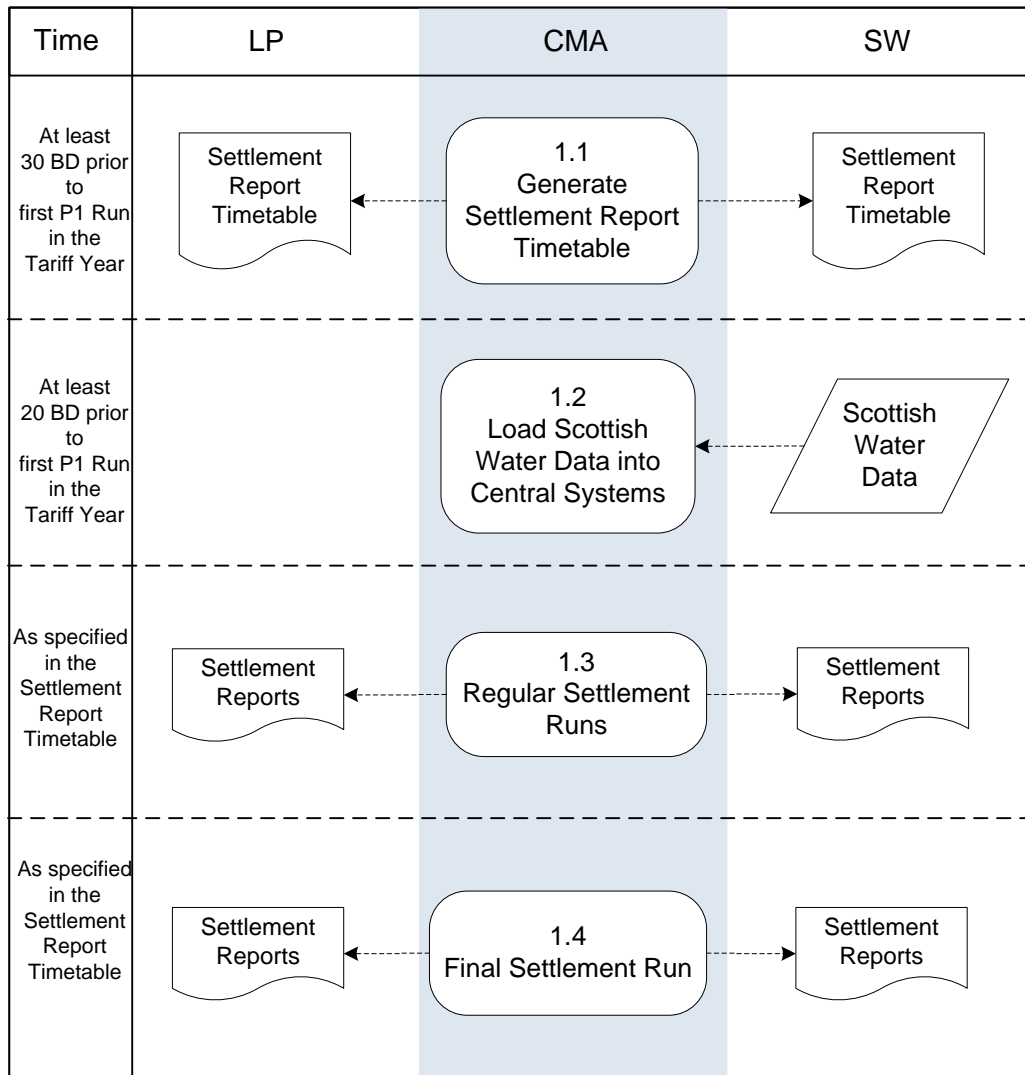 Time
LP
CMA
SW
At least
30 BD prior
to
first P1 Run
in the
Tariff Year
Settlement
Report
Timetable
1.1
Generate
Settlement Report
Timetable
Settlement
Report
Timetable
At least
20 BD prior
to
first P1 Run
in the
Tariff Year
1.2
Load Scottish
Water Data into
Central Systems
Scottish
Water
Data
As specified
in the
Settlement
Report
Timetable
Settlement
Reports
1.3
Regular Settlement
Runs
Settlement
Reports
As specified
in the
Settlement
Report
Timetable
Settlement
Reports
1.4
Final Settlement Run
Settlement
Reports